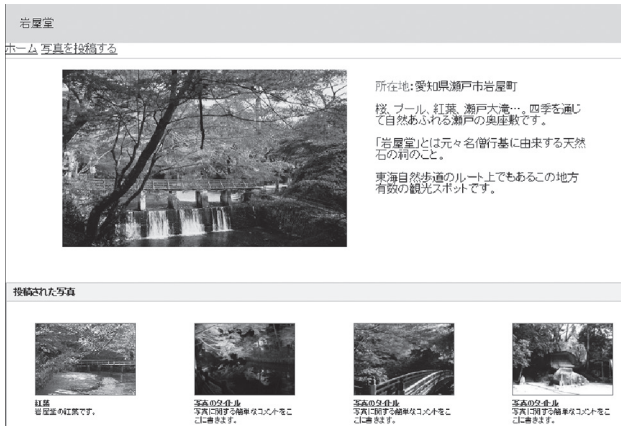 岩屋堂
ホーム 写真を投稿する
所在地:愛知県瀬戸市岩屋町
桜、プール、紅葉、瀬戸大滝…。四季を通じ
て自然あふれる瀬戸の奥座敷です。
「岩屋堂」とは元々名僧行基に由来する天然
石の祠のこと。
東海自然歩道のルート上でもあるこの地方
有数の観光スポットです。
投稿された写真
紅葉
岩屋堂の紅葉です。
写真のタイトル
写真に関する簡単なコメントをこ
こに書きます。
写真のタイトル
写真に関する簡単なコメントをこ
こに書きます。
写真のタイトル
写真に関する簡単なコメントをこ
こに書きます。